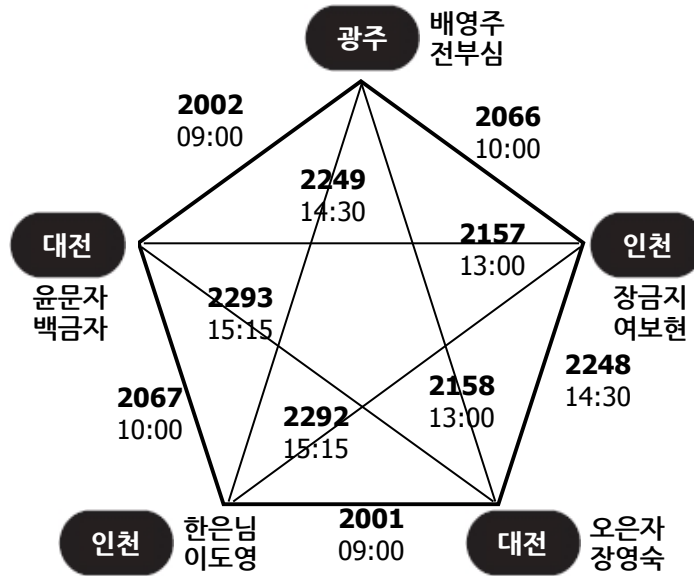 광주
배영주
전부심
2002
09:00
2066
10:00
2249
14:30
대전
윤문자
백금자
2157
13:00
인천
장금지
여보현
2293
15:15
2067
10:00
2292
15:15
2158
13:00
2248
14:30
인천
한은님
이도영
2001
09:00
대전
오은자
장영숙